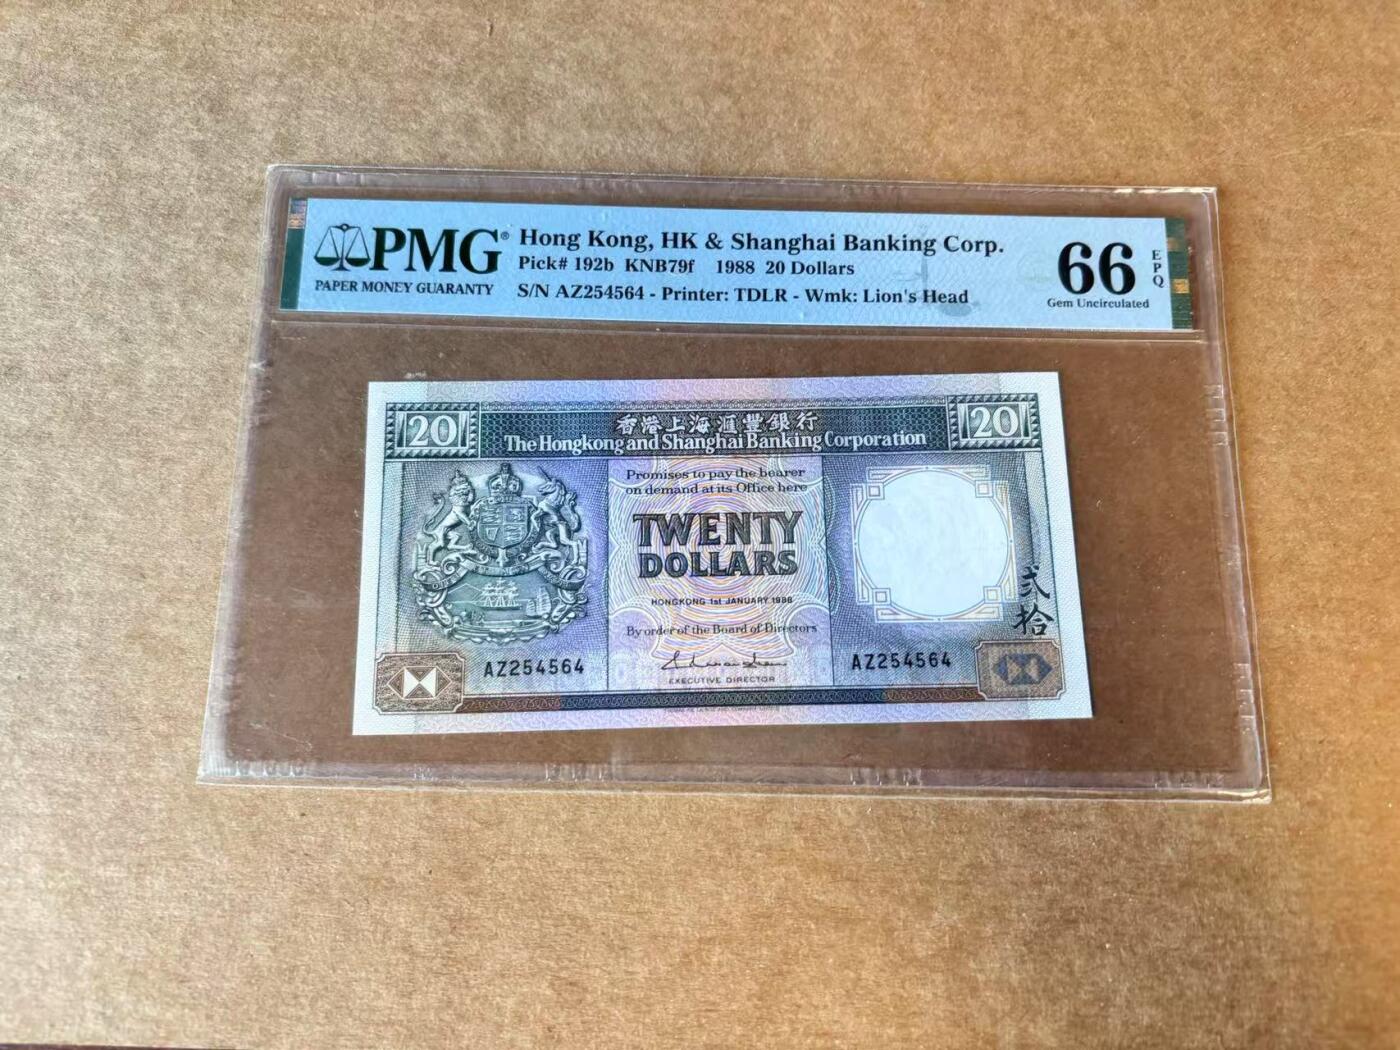 PMG®
PAPER MONEY GUARANTY
Hong Kong, HK & Shanghai Banking Corp.
Pick# 192b KNB79f 1988 20 Dollars
S/N AZ254564 - Printer: TDLR - Wmk: Lion's Head
66
EPQ
Gem Uncirculated
20
香港上海滙豐銀行
20
The Hongkong and Shanghai Banking Corporation
Promises to pay the bearer
on demand at its Office here
TWENTY
DOLLARS
HONGKONG 1st JANUARY 1988
By order of the Board of Directors
EXECUTIVE DIRECTOR
AZ254564
AZ254564
弍拾